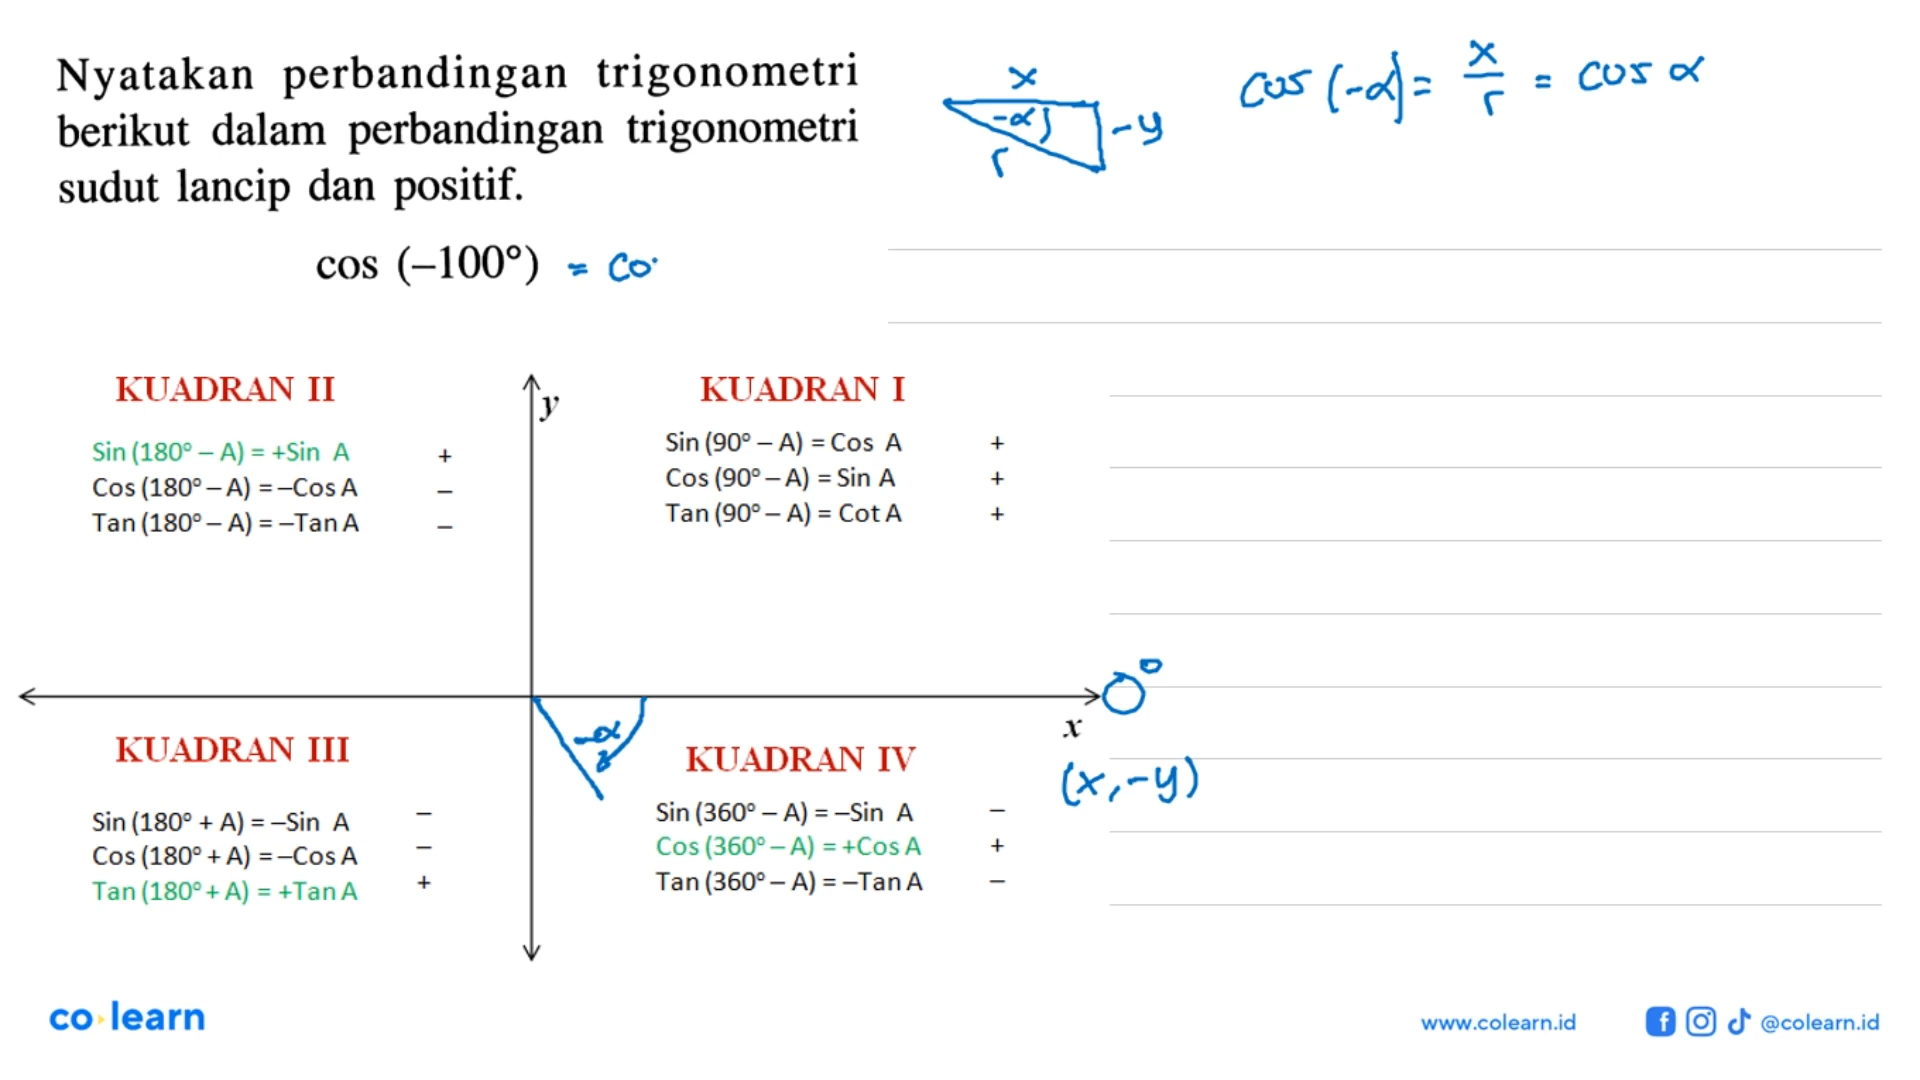 Nyatakan perbandingan trigonometri
berikut dalam perbandingan trigonometri
sudut lancip dan positif.
cos (–100°) = co
x
-α
-y
r
cos (-α) = x/r = cos α
KUADRAN II
Sin (180° – A) = +Sin A +
Cos (180° – A) = –Cos A –
Tan (180° – A) = –Tan A –
y
KUADRAN I
Sin (90° – A) = Cos A +
Cos (90° – A) = Sin A +
Tan (90° – A) = Cot A +
0°
x
-α
KUADRAN III
Sin (180° + A) = –Sin A –
Cos (180° + A) = –Cos A –
Tan (180° + A) = +Tan A +
KUADRAN IV
(x, -y)
Sin (360° – A) = –Sin A –
Cos (360° – A) = +Cos A +
Tan (360° – A) = –Tan A –
co learn
www.colearn.id
@colearn.id